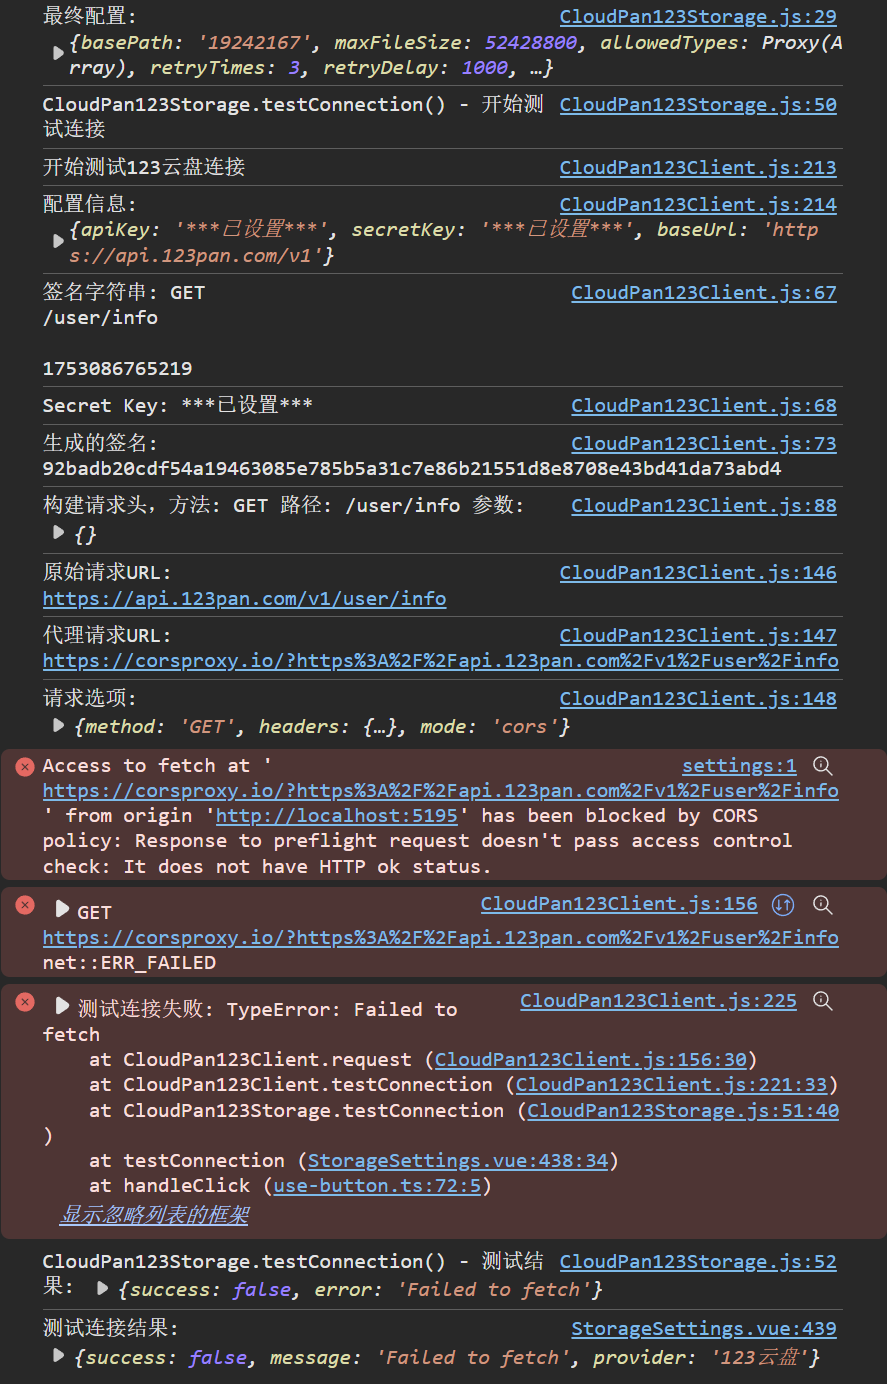 最终配置: CloudPan123Storage.js:29
{basePath: '19242167', maxFileSize: 52428800, allowedTypes: Proxy(A
rray), retryTimes: 3, retryDelay: 1000, …}
CloudPan123Storage.testConnection() - 开始测 CloudPan123Storage.js:50
试连接
开始测试123云盘连接 CloudPan123Client.js:213
配置信息: CloudPan123Client.js:214
{apiKey: '***已设置***', secretKey: '***已设置***', baseUrl: 'http
s://api.123pan.com/v1'}
签名字符串: GET CloudPan123Client.js:67
/user/info
1753086765219
Secret Key: ***已设置*** CloudPan123Client.js:68
生成的签名: CloudPan123Client.js:73
92badb20cdf54a19463085e785b5a31c7e86b21551d8e8708e43bd41da73abd4
构建请求头，方法: GET 路径: /user/info 参数: CloudPan123Client.js:88
{}
原始请求URL: CloudPan123Client.js:146
https://api.123pan.com/v1/user/info
代理请求URL: CloudPan123Client.js:147
https://corsproxy.io/?https%3A%2F%2Fapi.123pan.com%2Fv1%2Fuser%2Finfo
请求选项: CloudPan123Client.js:148
{method: 'GET', headers: {…}, mode: 'cors'}
Access to fetch at ' settings:1
https://corsproxy.io/?https%3A%2F%2Fapi.123pan.com%2Fv1%2Fuser%2Finfo
' from origin 'http://localhost:5195' has been blocked by CORS
policy: Response to preflight request doesn't pass access control
check: It does not have HTTP ok status.
GET CloudPan123Client.js:156
https://corsproxy.io/?https%3A%2F%2Fapi.123pan.com%2Fv1%2Fuser%2Finfo
net::ERR_FAILED
测试连接失败: TypeError: Failed to CloudPan123Client.js:225
fetch
at CloudPan123Client.request (CloudPan123Client.js:156:30)
at CloudPan123Client.testConnection (CloudPan123Client.js:221:33)
at CloudPan123Storage.testConnection (CloudPan123Storage.js:51:40
)
at testConnection (StorageSettings.vue:438:34)
at handleClick (use-button.ts:72:5)
显示忽略列表的框架
CloudPan123Storage.testConnection() - 测试结 CloudPan123Storage.js:52
果: {success: false, error: 'Failed to fetch'}
测试连接结果: StorageSettings.vue:439
{success: false, message: 'Failed to fetch', provider: '123云盘'}